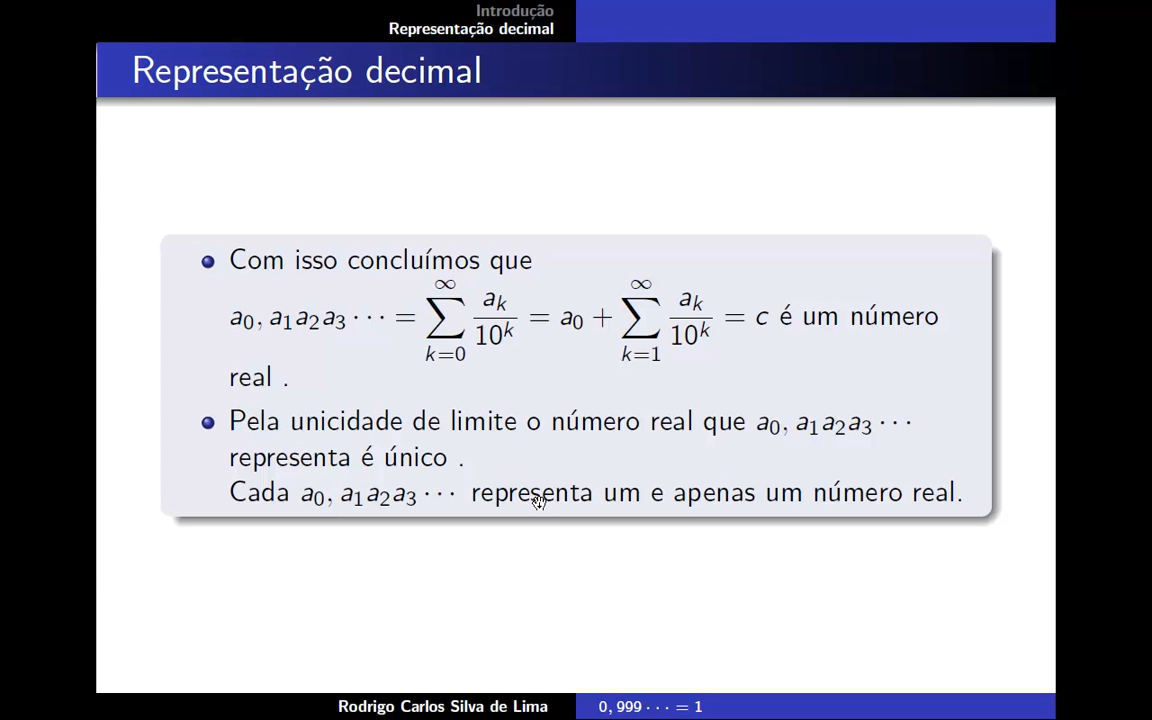 Introdução
Representação decimal
Representação decimal
Com isso concluímos que
a₀, a₁a₂a₃ ⋯ = ∑_{k=0}^{∞} a_k/10^k = a₀ + ∑_{k=1}^{∞} a_k/10^k = c é um número
real .
Pela unicidade de limite o número real que a₀, a₁a₂a₃ ⋯
representa é único .
Cada a₀, a₁a₂a₃ ⋯ representa um e apenas um número real.
Rodrigo Carlos Silva de Lima
0, 999 ⋯ = 1